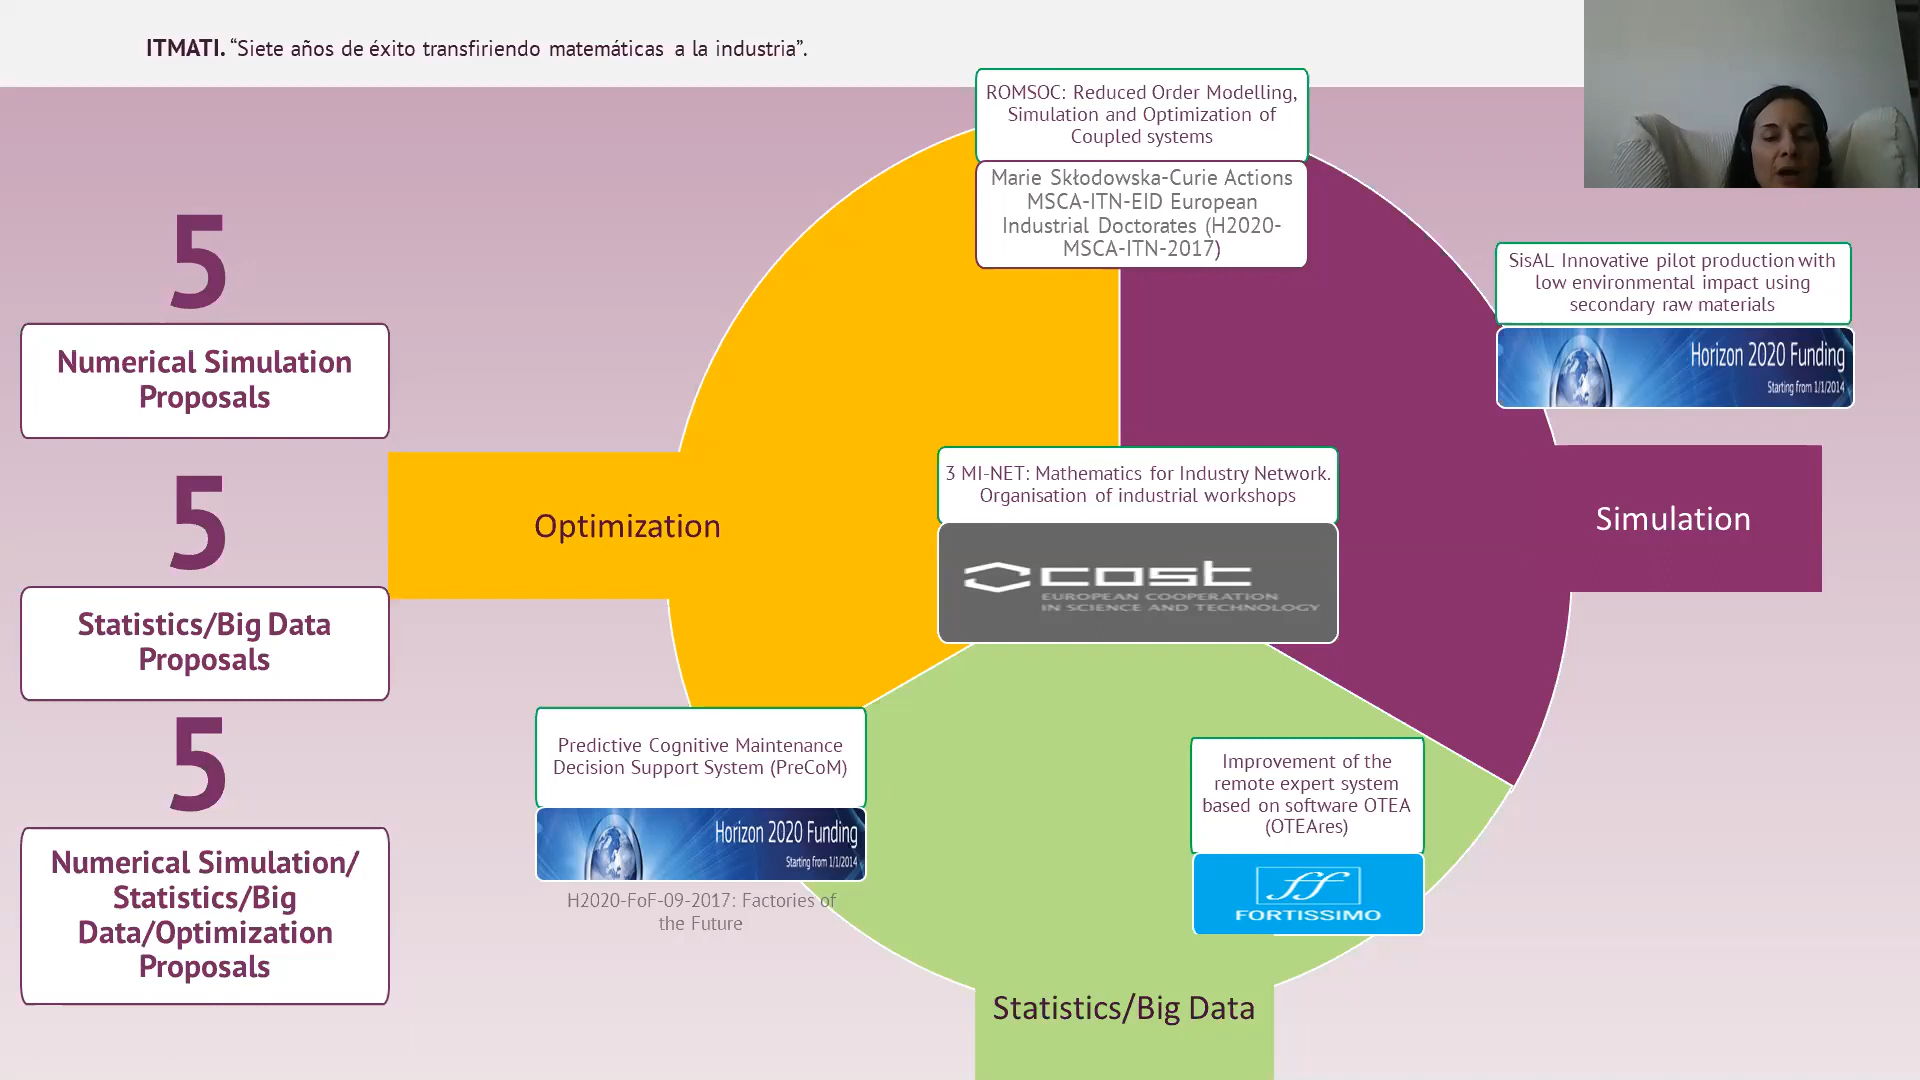 ITMATI. “Siete años de éxito transfiriendo matemáticas a la industria”.
ROMSOC: Reduced Order Modelling,
Simulation and Optimization of
Coupled systems
Marie Skłodowska-Curie Actions
MSCA-ITN-EID European
Industrial Doctorates (H2020-
MSCA-ITN-2017)
SisAL Innovative pilot production with
low environmental impact using
secondary raw materials
Horizon 2020 Funding
Starting from 1/1/2014
5
Numerical Simulation
Proposals
5
Statistics/Big Data
Proposals
5
Numerical Simulation/
Statistics/Big
Data/Optimization
Proposals
Optimization
3 MI-NET: Mathematics for Industry Network.
Organisation of industrial workshops
cost
EUROPEAN COOPERATION
IN SCIENCE AND TECHNOLOGY
Simulation
Predictive Cognitive Maintenance
Decision Support System (PreCoM)
Horizon 2020 Funding
Starting from 1/1/2014
H2020-FoF-09-2017: Factories of
the Future
Improvement of the
remote expert system
based on software OTEA
(OTEAres)
ff
FORTISSIMO
Statistics/Big Data